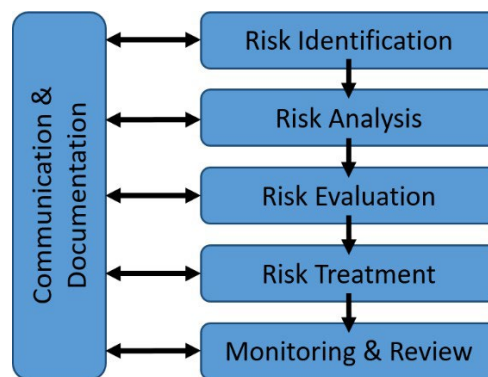 Communication &
Documentation
Risk Identification
Risk Analysis
Risk Evaluation
Risk Treatment
Monitoring & Review